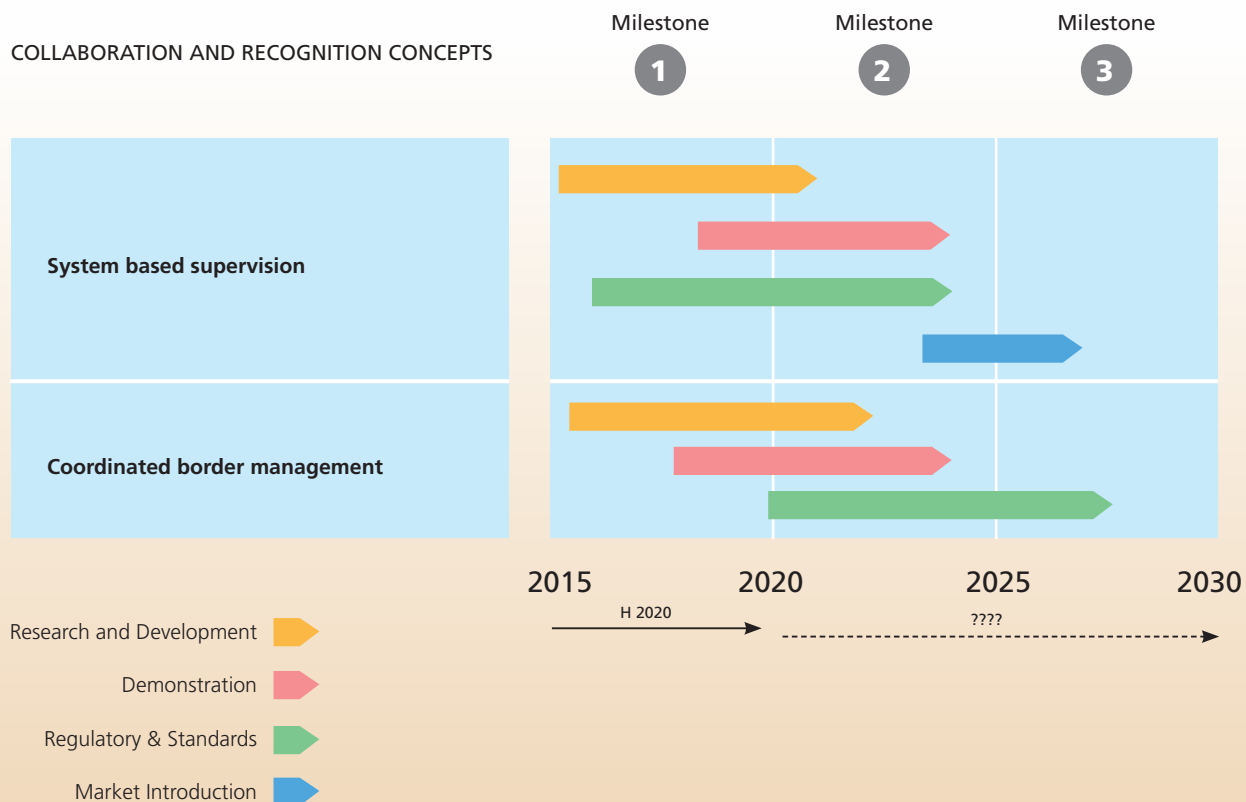 Milestone Milestone Milestone
COLLABORATION AND RECOGNITION CONCEPTS
1 2 3
System based supervision
Coordinated border management
2015 2020 2025 2030
H 2020 ????
Research and Development
Demonstration
Regulatory & Standards
Market Introduction